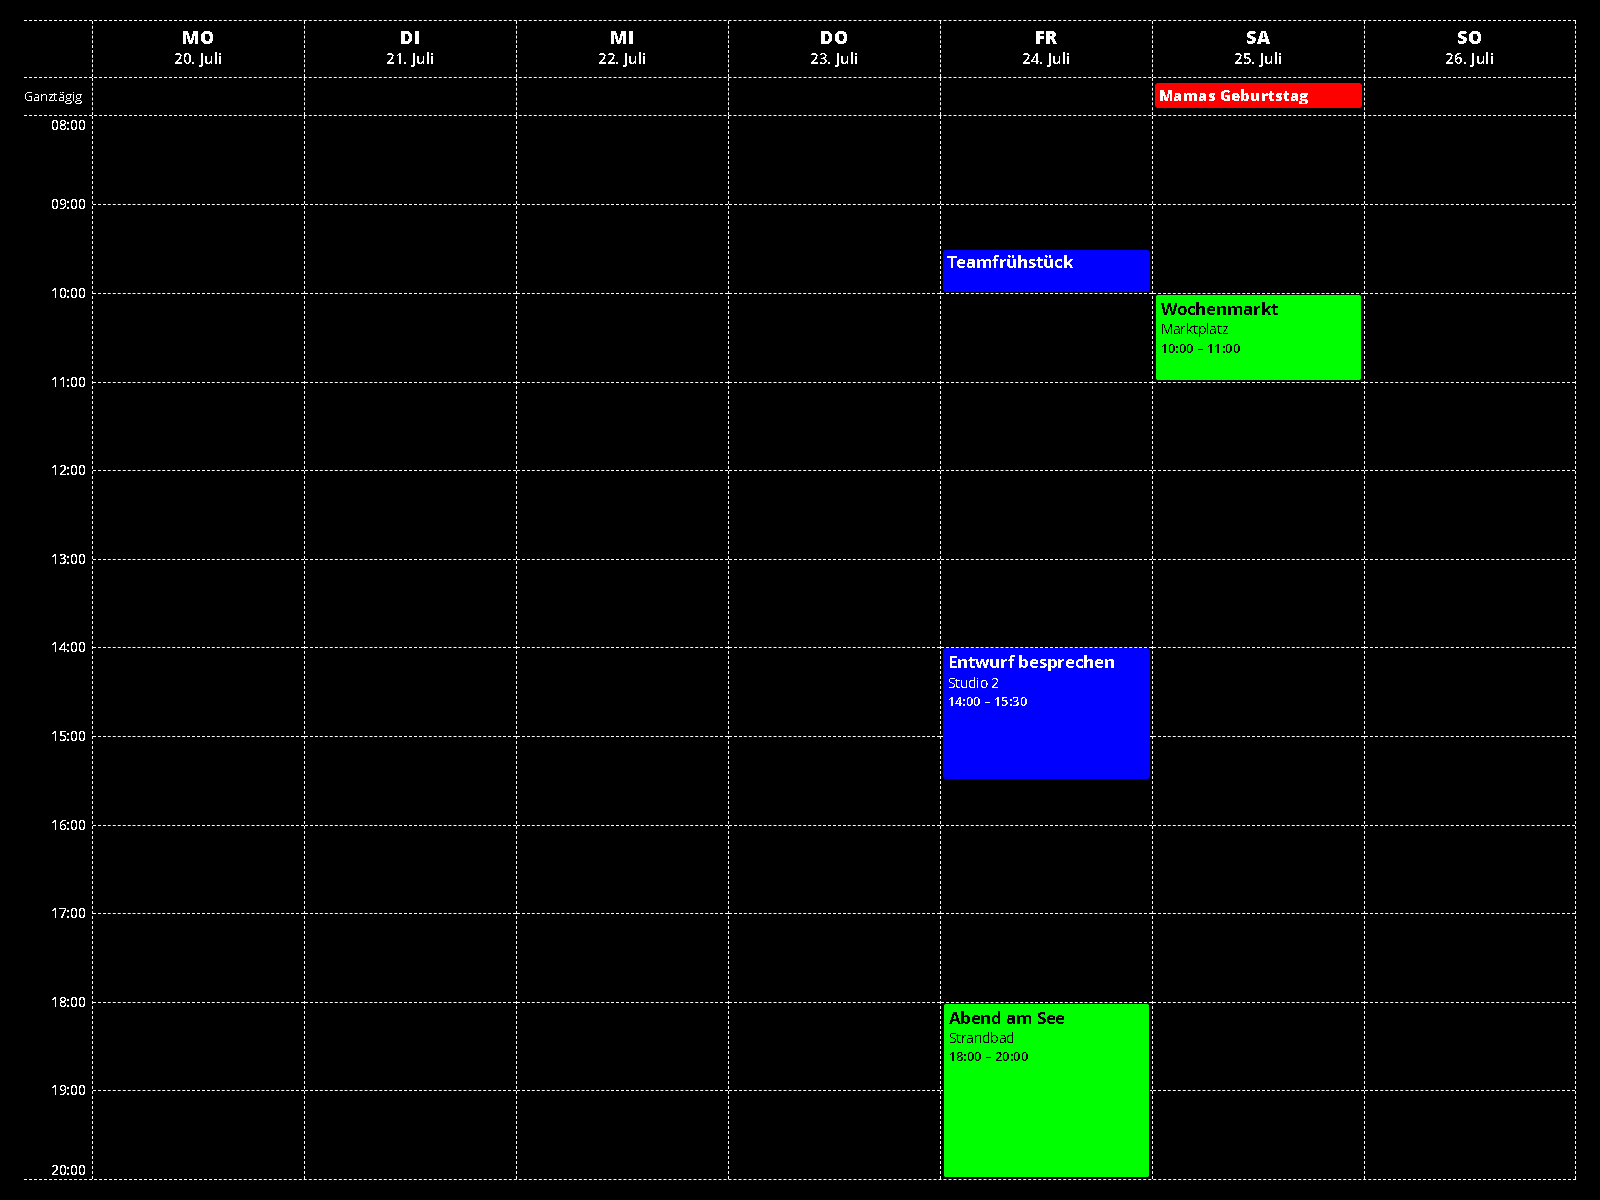 MO
20. Juli
DI
21. Juli
MI
22. Juli
DO
23. Juli
FR
24. Juli
SA
25. Juli
SO
26. Juli
Ganztägig
Mamas Geburtstag
08:00
09:00
Teamfrühstück
10:00
Wochenmarkt
Marktplatz
10:00 – 11:00
11:00
12:00
13:00
14:00
Entwurf besprechen
Studio 2
14:00 – 15:30
15:00
16:00
17:00
18:00
Abend am See
Strandbad
18:00 – 20:00
19:00
20:00